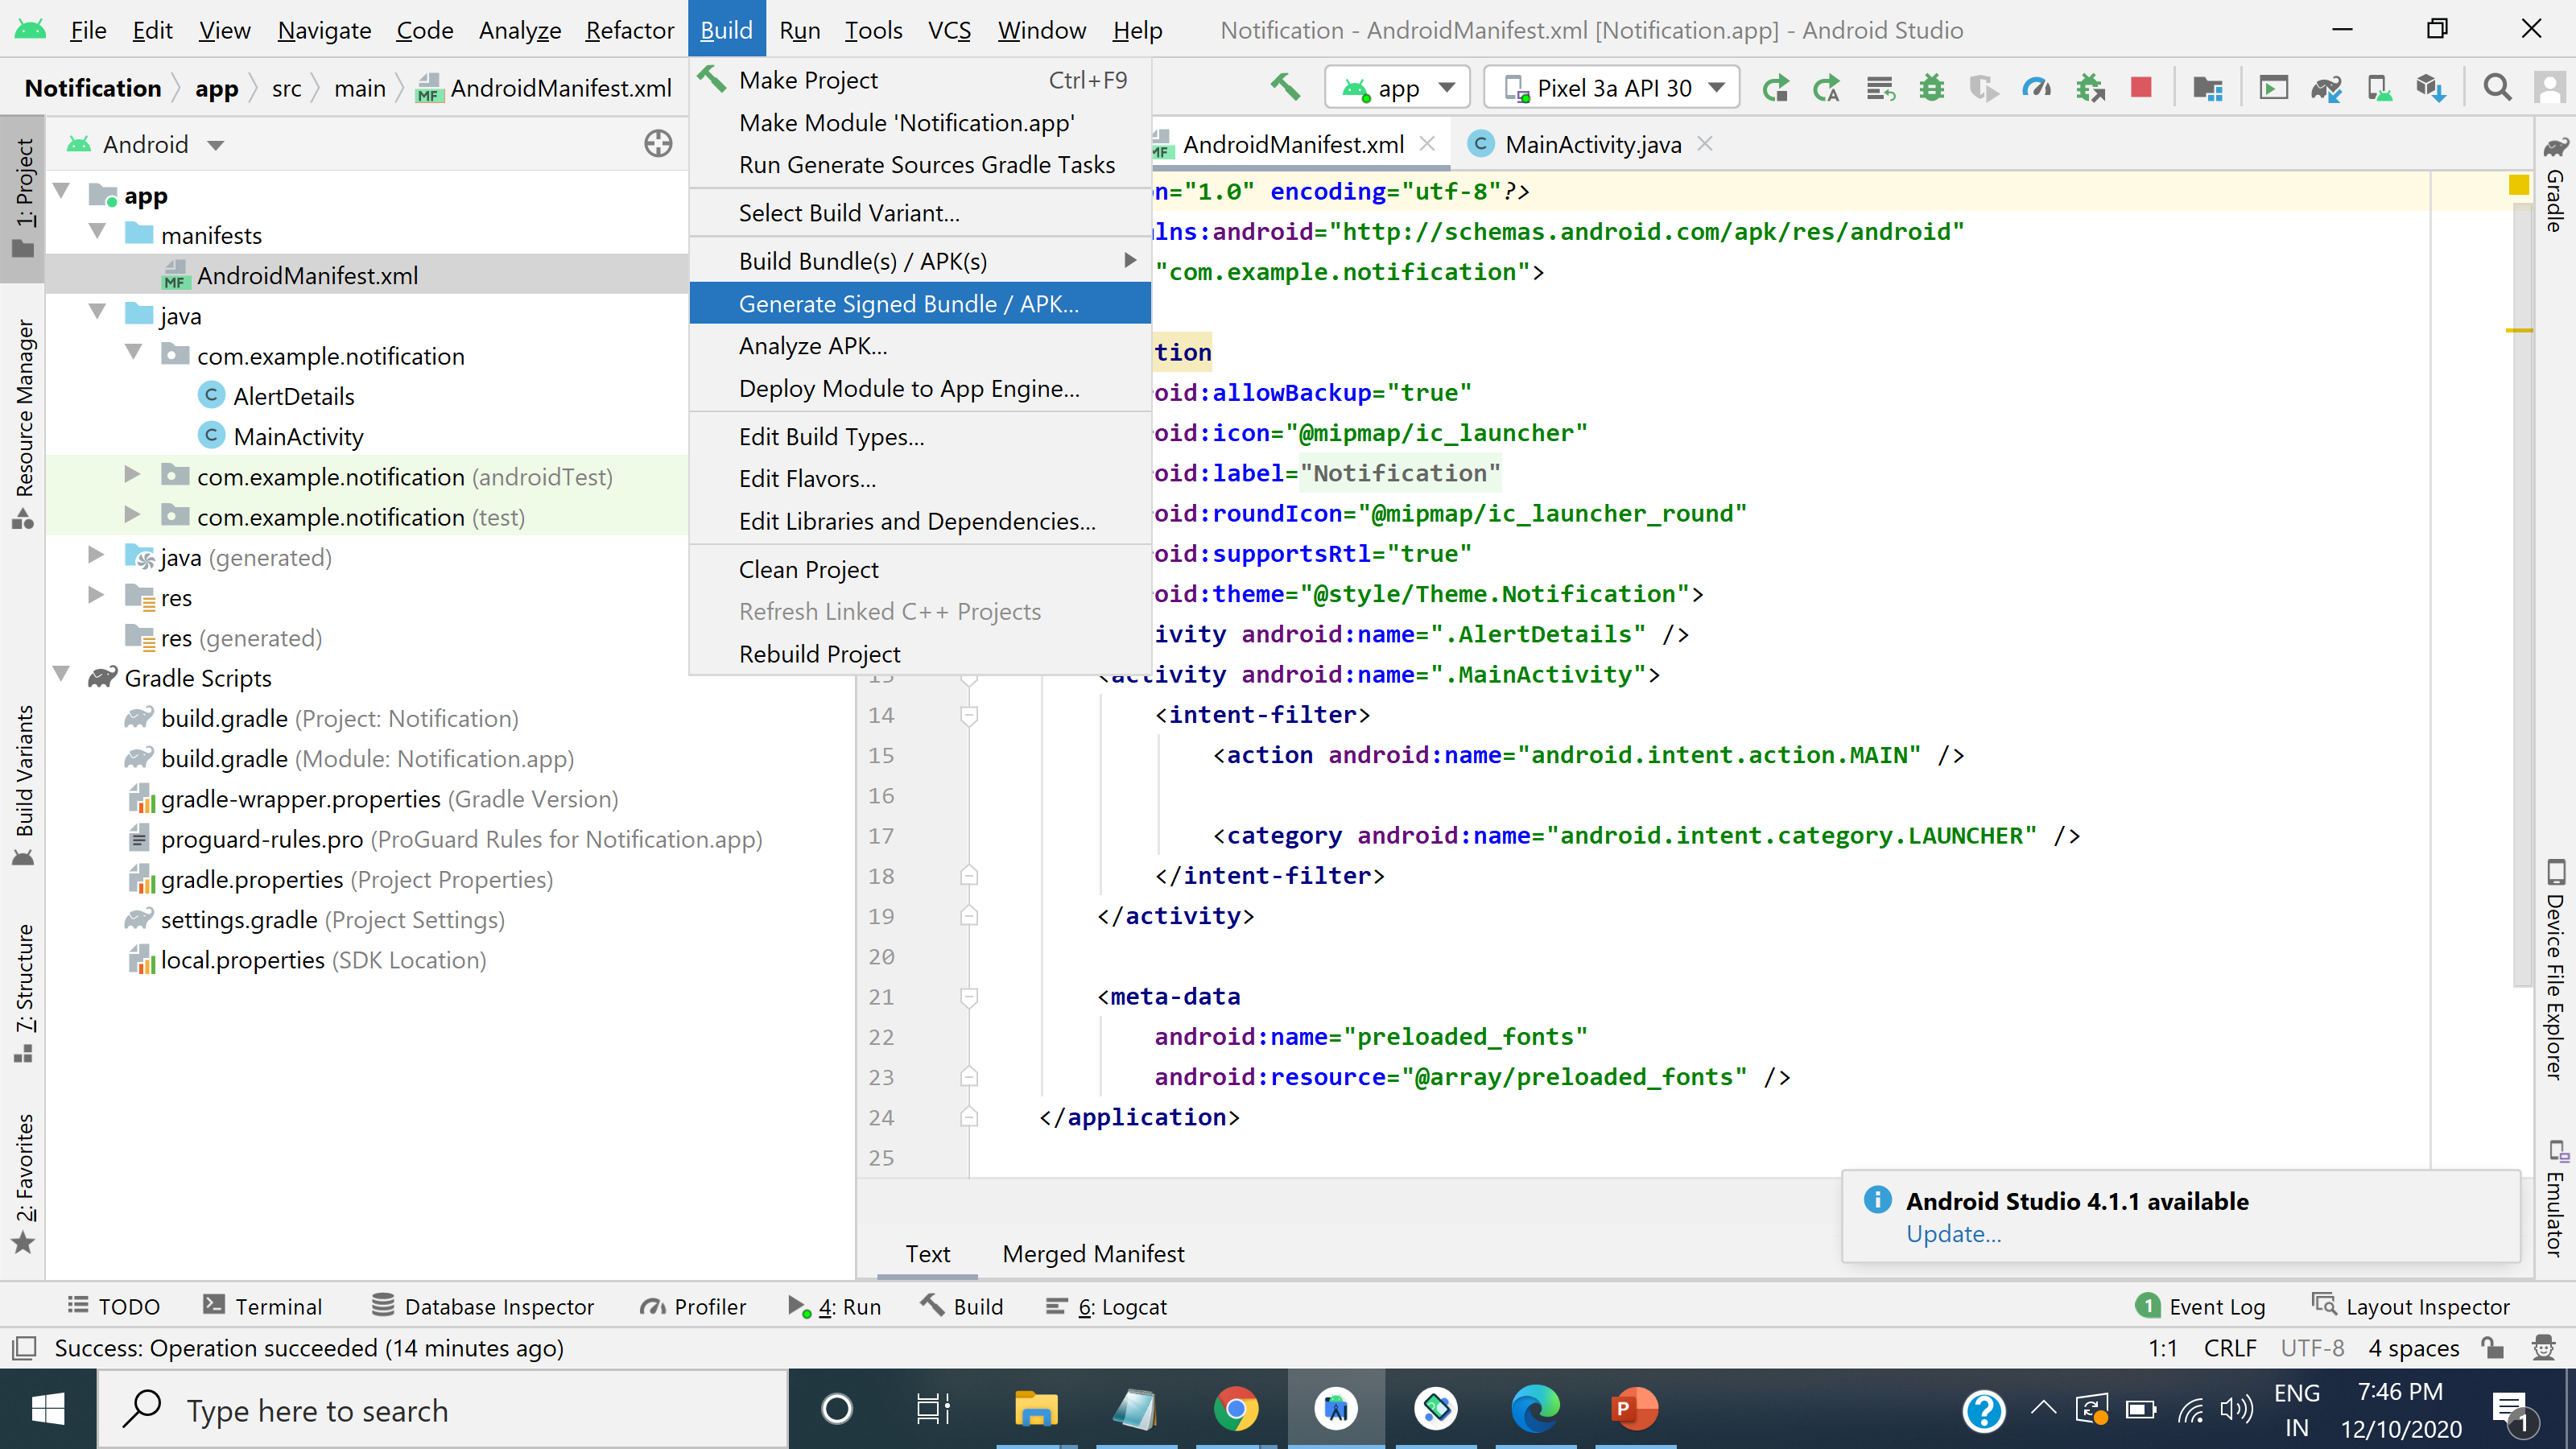 File Edit View Navigate Code Analyze Refactor Build Run Tools VCS Window Help Notification - AndroidManifest.xml [Notification.app] - Android Studio
Notification app src main AndroidManifest.xml
app Pixel 3a API 30
Make Project Ctrl+F9
Make Module 'Notification.app'
Run Generate Sources Gradle Tasks
Select Build Variant...
Build Bundle(s) / APK(s)
Generate Signed Bundle / APK...
Analyze APK...
Deploy Module to App Engine...
Edit Build Types...
Edit Flavors...
Edit Libraries and Dependencies...
Clean Project
Refresh Linked C++ Projects
Rebuild Project
1: Project
Resource Manager
Build Variants
7: Structure
2: Favorites
Android
app
manifests
AndroidManifest.xml
java
com.example.notification
AlertDetails
MainActivity
com.example.notification (androidTest)
com.example.notification (test)
java (generated)
res
res (generated)
Gradle Scripts
build.gradle (Project: Notification)
build.gradle (Module: Notification.app)
gradle-wrapper.properties (Gradle Version)
proguard-rules.pro (ProGuard Rules for Notification.app)
gradle.properties (Project Properties)
settings.gradle (Project Settings)
local.properties (SDK Location)
AndroidManifest.xml MainActivity.java
n="1.0" encoding="utf-8"?>
lns:android="http://schemas.android.com/apk/res/android"
"com.example.notification">
tion
oid:allowBackup="true"
oid:icon="@mipmap/ic_launcher"
oid:label="Notification"
oid:roundIcon="@mipmap/ic_launcher_round"
oid:supportsRtl="true"
oid:theme="@style/Theme.Notification">
ivity android:name=".AlertDetails" />
13 <activity android:name=".MainActivity">
14 <intent-filter>
15 <action android:name="android.intent.action.MAIN" />
16
17 <category android:name="android.intent.category.LAUNCHER" />
18 </intent-filter>
19 </activity>
20
21 <meta-data
22 android:name="preloaded_fonts"
23 android:resource="@array/preloaded_fonts" />
24 </application>
25
Text Merged Manifest
Gradle
Device File Explorer
Emulator
Android Studio 4.1.1 available
Update...
TODO Terminal Database Inspector Profiler 4: Run Build 6: Logcat 1 Event Log Layout Inspector
Success: Operation succeeded (14 minutes ago) 1:1 CRLF UTF-8 4 spaces
Type here to search
ENG
IN
7:46 PM
12/10/2020
1